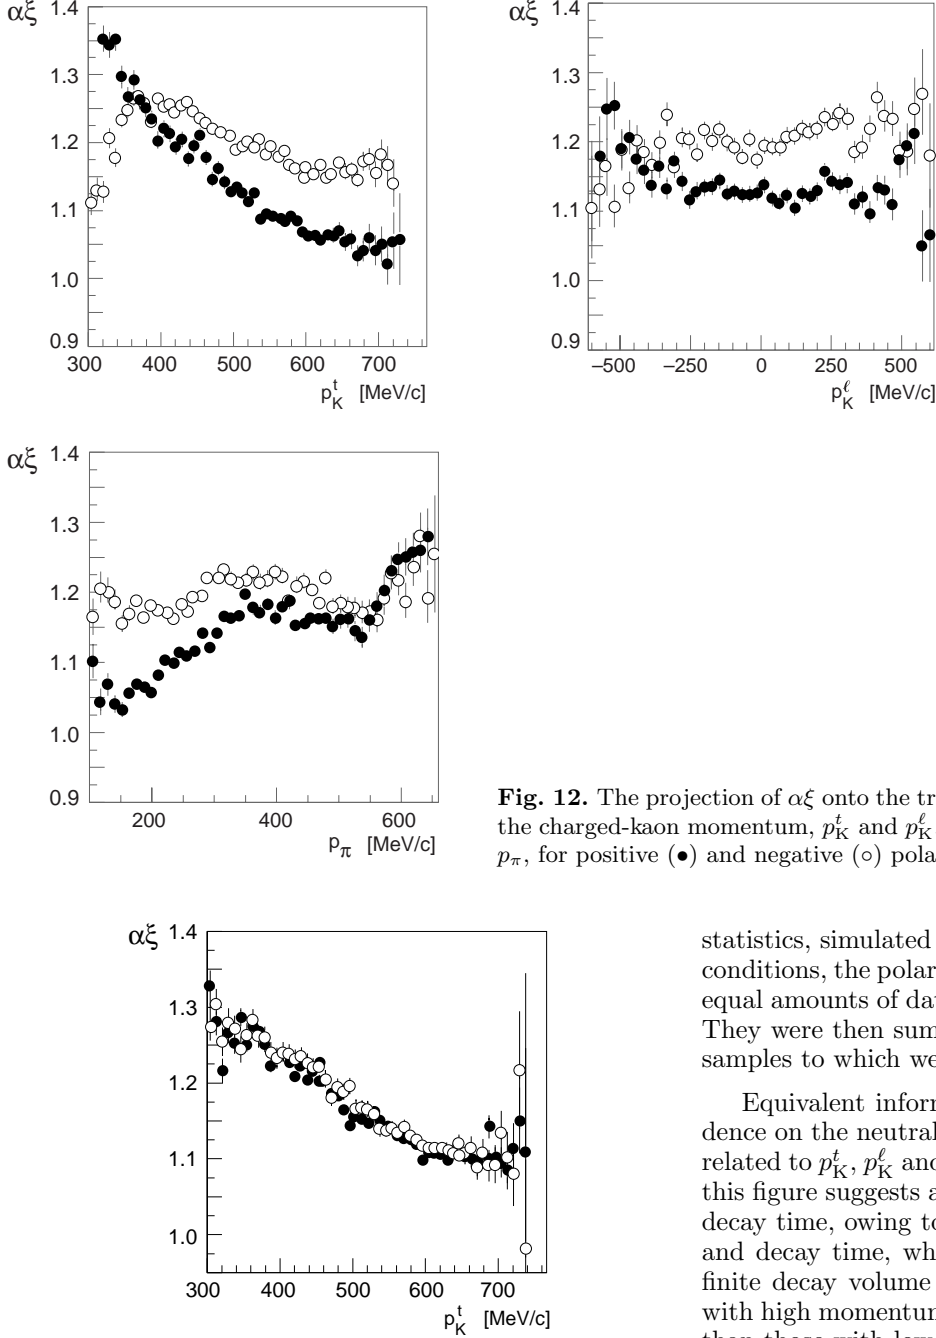 αξ 1.4
1.3
1.2
1.1
1.0
0.9
300 400 500 600 700
p_K^t [MeV/c]
αξ 1.4
1.3
1.2
1.1
1.0
0.9
−500 −250 0 250 500
p_K^ℓ [MeV/c]
αξ 1.4
1.3
1.2
1.1
1.0
0.9
200 400 600
p_π [MeV/c]
Fig. 12. The projection of αξ onto the tr
the charged-kaon momentum, p_K^t and p_K^ℓ
p_π, for positive (●) and negative (○) pola
αξ 1.4
1.3
1.2
1.1
1.0
300 400 500 600 700
p_K^t [MeV/c]
statistics, simulated
conditions, the polar
equal amounts of da
They were then sum
samples to which we
Equivalent inform
dence on the neutral
related to p_K^t, p_K^ℓ and
this figure suggests a
decay time, owing to
and decay time, wh
finite decay volume
with high momentum